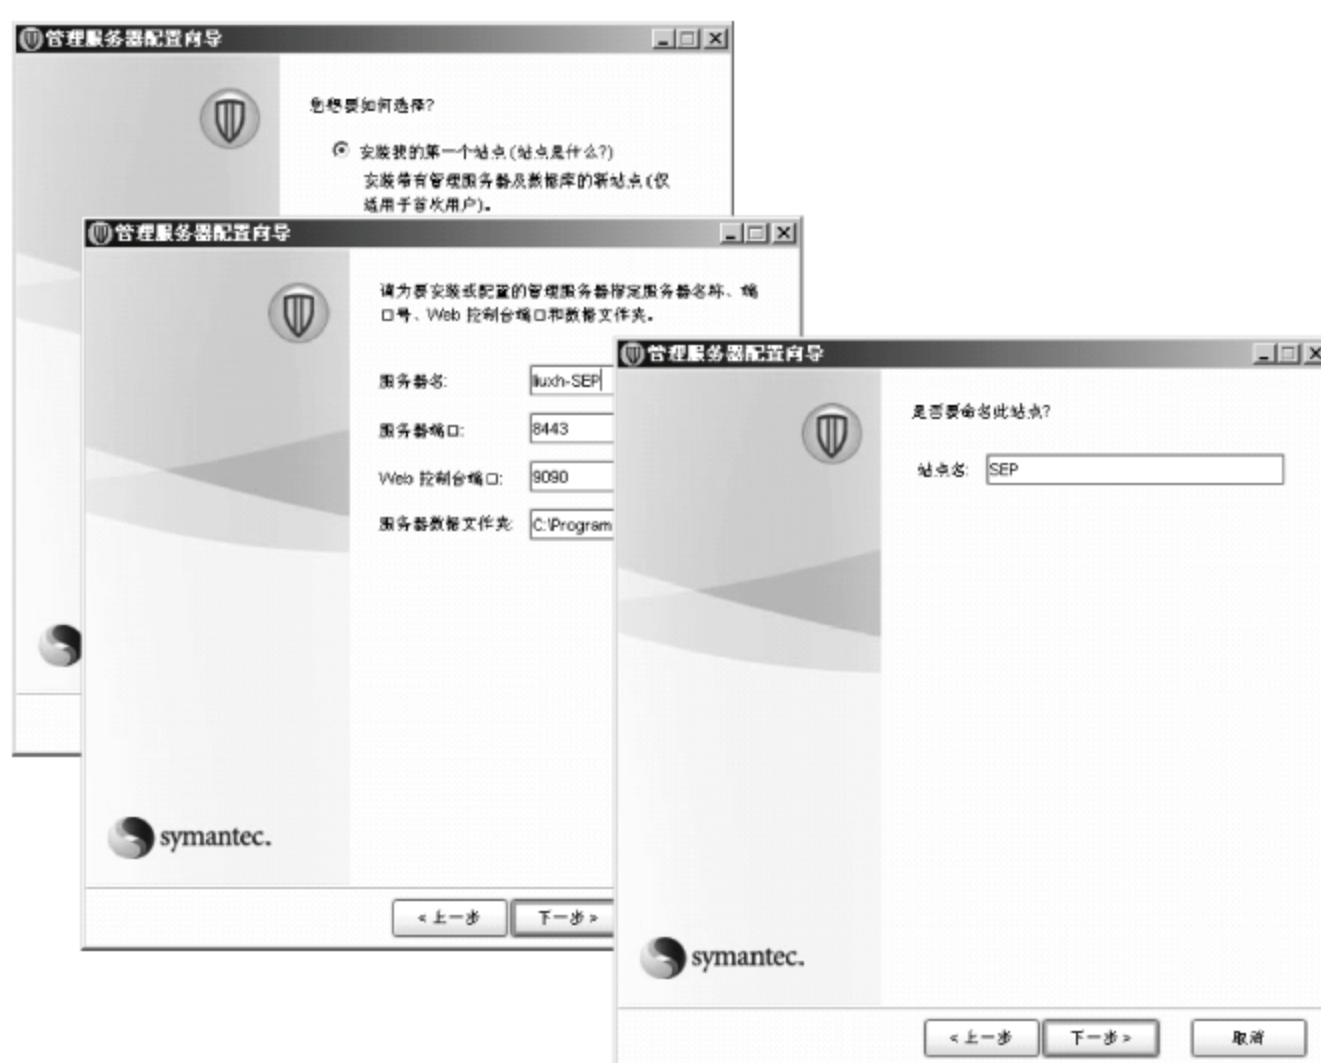 管理服务器配置向导
您想要如何选择?
安装我的第一个站点(站点是什么?)
安装带有管理服务器及数据库的新站点(仅
适用于首次用户)。
管理服务器配置向导
请为要安装或配置的管理服务器指定服务器名称、端
口号、Web 控制台端口和数据文件夹。
服务器名: liuxh-SEP
服务器端口: 8443
Web 控制台端口: 9090
服务器数据文件夹: C:\Program
symantec.
«上一步 下一步»
管理服务器配置向导
是否要命名此站点?
站点名: SEP
symantec.
«上一步 下一步» 取消